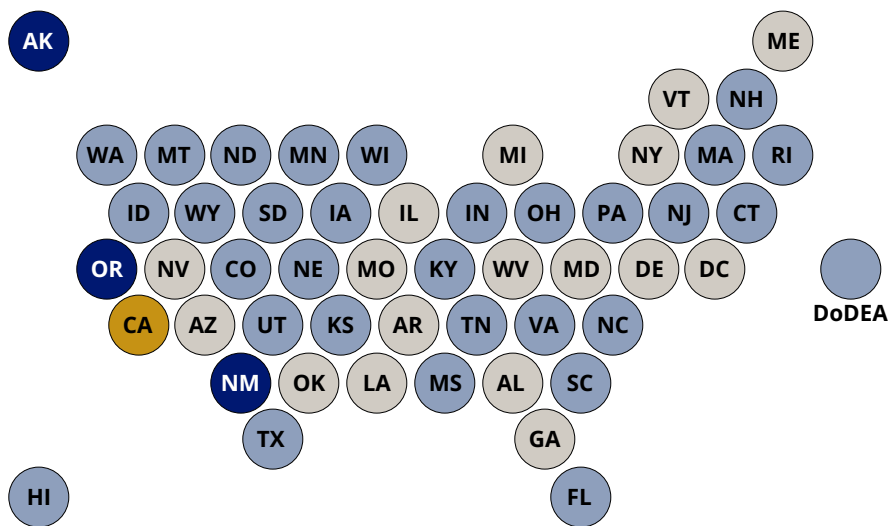 AK ME
VT NH
WA MT ND MN WI MI NY MA RI
ID WY SD IA IL IN OH PA NJ CT
OR NV CO NE MO KY WV MD DE DC
DoDEA
CA AZ UT KS AR TN VA NC
NM OK LA MS AL SC
TX GA
HI FL